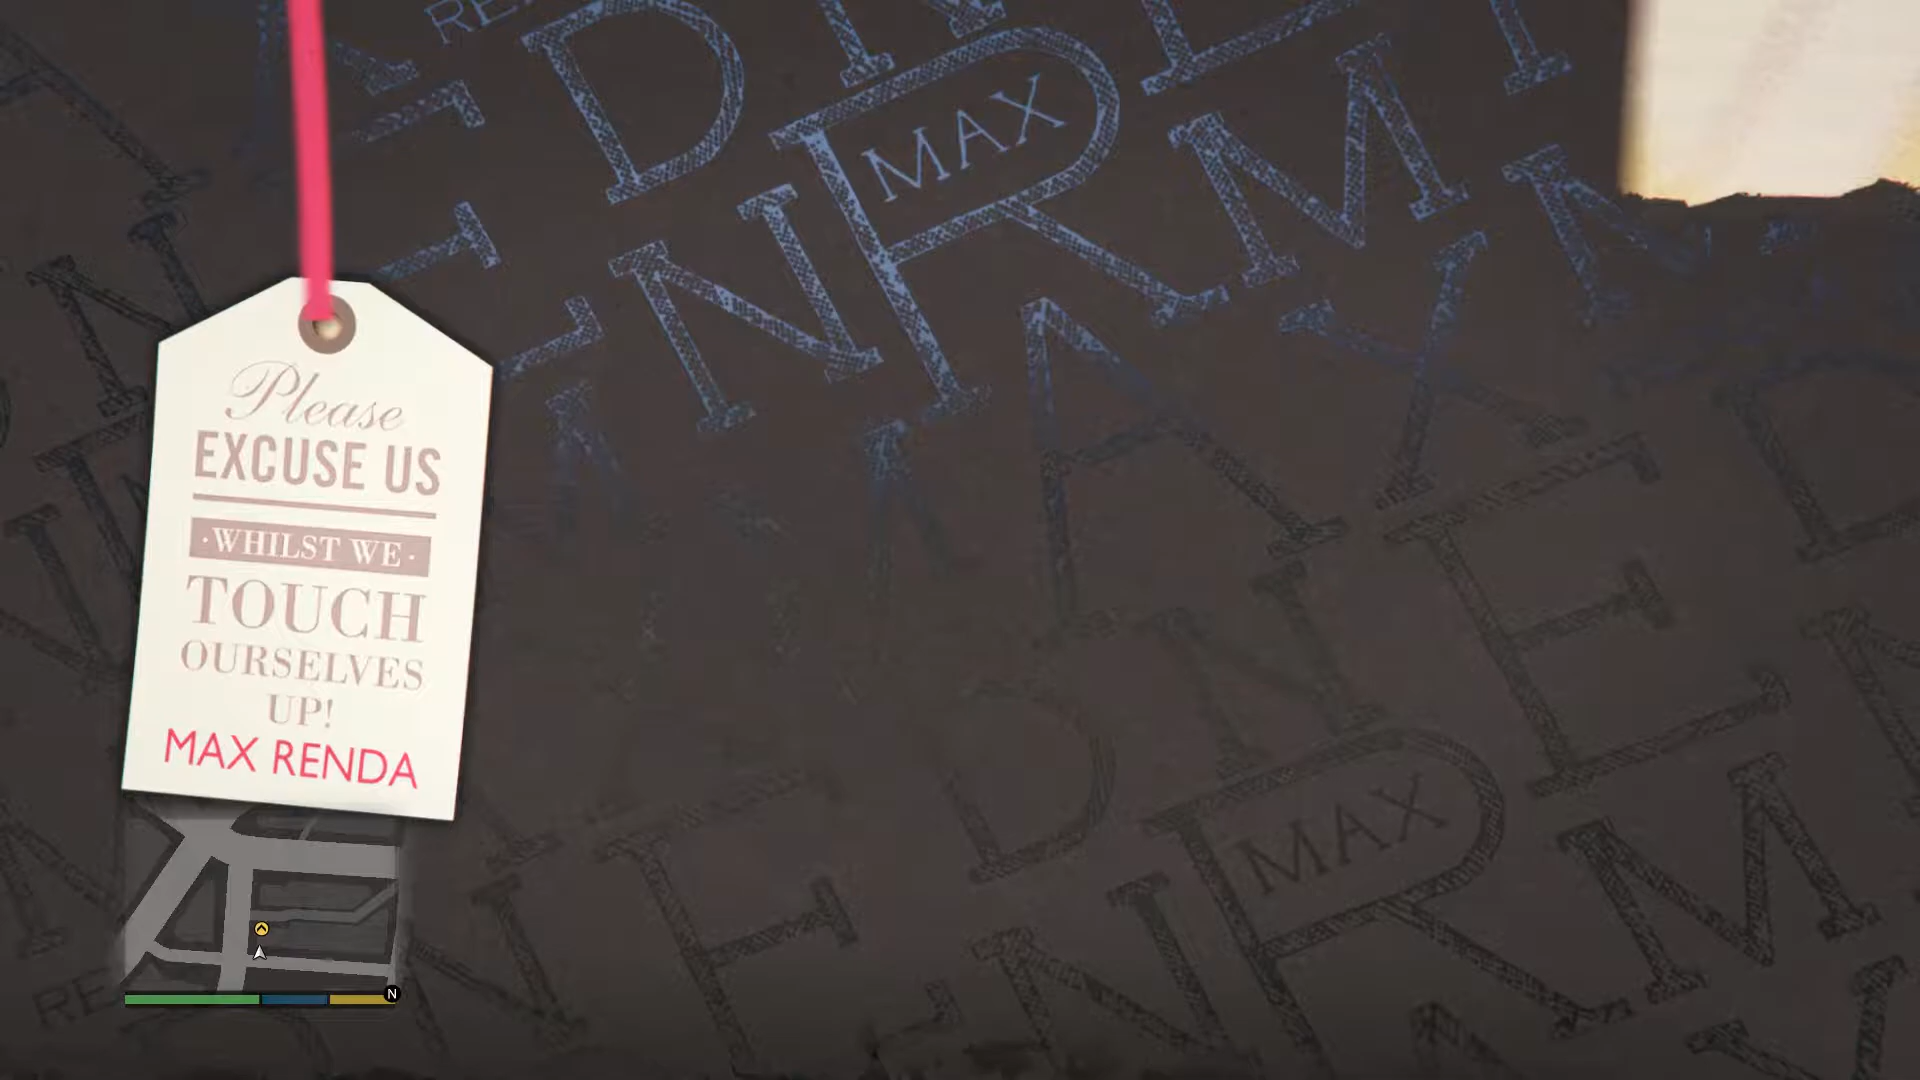 Please
EXCUSE US
·WHILST WE·
TOUCH
OURSELVES
UP!
MAX RENDA
MAX
MAX
N